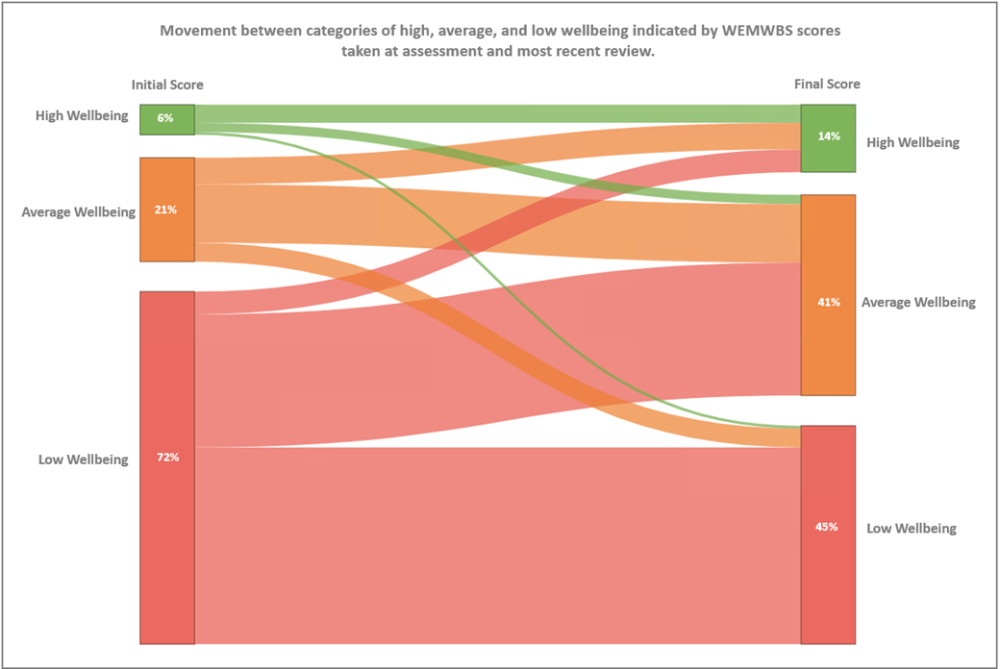 Movement between categories of high, average, and low wellbeing indicated by WEMWBS scores
taken at assessment and most recent review.
Initial Score
Final Score
High Wellbeing
6%
14%
High Wellbeing
Average Wellbeing
21%
41%
Average Wellbeing
Low Wellbeing
72%
45%
Low Wellbeing